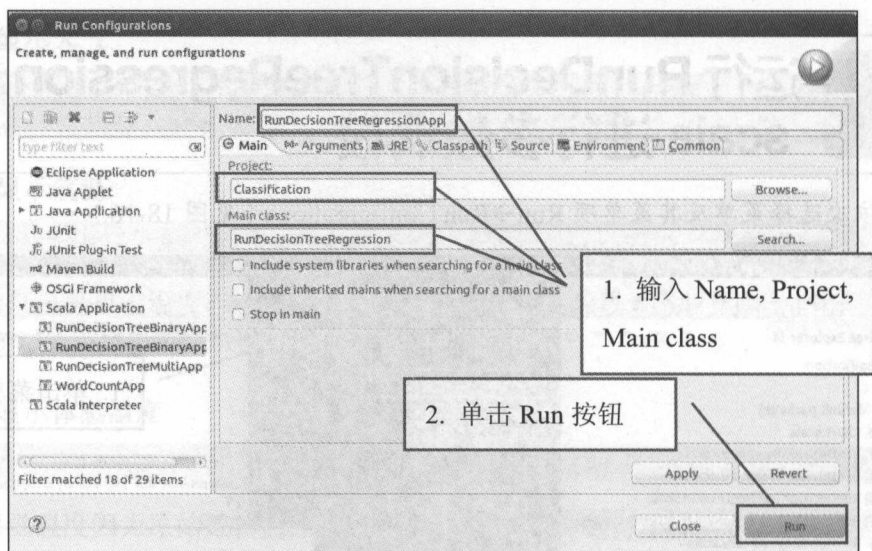 Run Configurations
Create, manage, and run configurations
Name: RunDecisionTreeRegressionApp
type filter text
Main Arguments JRE Classpath Source Environment Common
Eclipse Application
Java Applet
Java Application
JUnit
JUnit Plug-in Test
Maven Build
OSGi Framework
Scala Application
RunDecisionTreeBinaryApp
RunDecisionTreeBinaryApp
RunDecisionTreeMultiApp
WordCountApp
Scala Interpreter
Filter matched 18 of 29 items
Project:
Classification
Browse...
Main class:
RunDecisionTreeRegression
Search...
Include system libraries when searching for a main class
Include inherited mains when searching for a main class
Stop in main
1. 输入 Name, Project,
Main class
2. 单击 Run 按钮
Apply Revert
Close Run